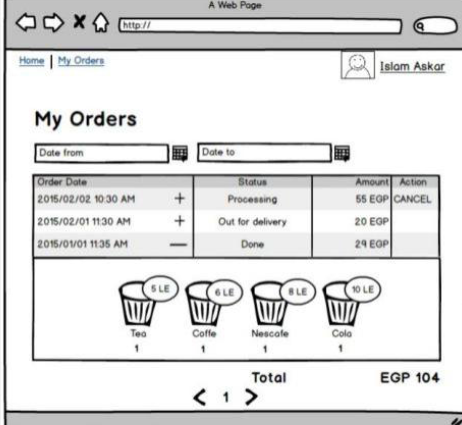 A Web Page
http://
Home | My Orders
Islam Askar
My Orders
Date from Date to
Order Date Status Amount Action
2015/02/02 10:30 AM + Processing 55 EGP CANCEL
2015/02/01 11:30 AM + Out for delivery 20 EGP
2015/01/01 11:35 AM — Done 29 EGP
5 LE 6 LE 8 LE 10 LE
Tea Coffe Nescafe Cola
1 1 1 1
Total EGP 104
< 1 >